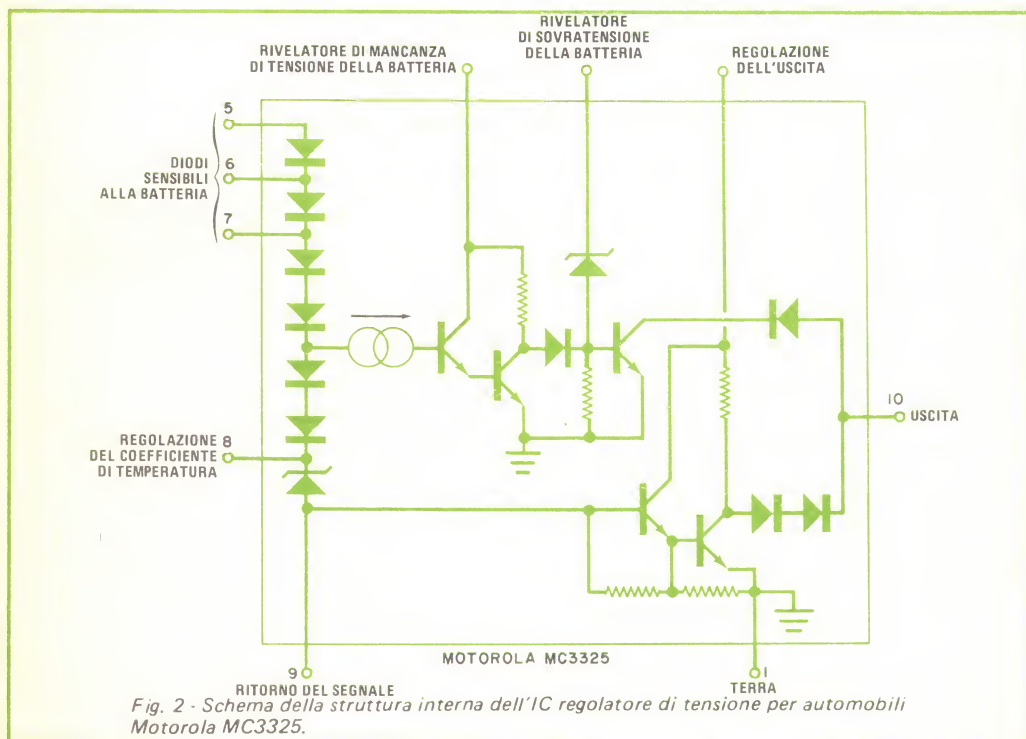 RIVELATORE DI MANCANZA
DI TENSIONE DELLA BATTERIA
RIVELATORE
DI SOVRATENSIONE
DELLA BATTERIA
REGOLAZIONE
DELL'USCITA
5
DIODI
SENSIBILI
ALLA BATTERIA
6
7
REGOLAZIONE 8
DEL COEFFICIENTE
DI TEMPERATURA
10
USCITA
MOTOROLA MC3325
9
RITORNO DEL SEGNALE
1
TERRA
Fig. 2 - Schema della struttura interna dell'IC regolatore di tensione per automobili
Motorola MC3325.